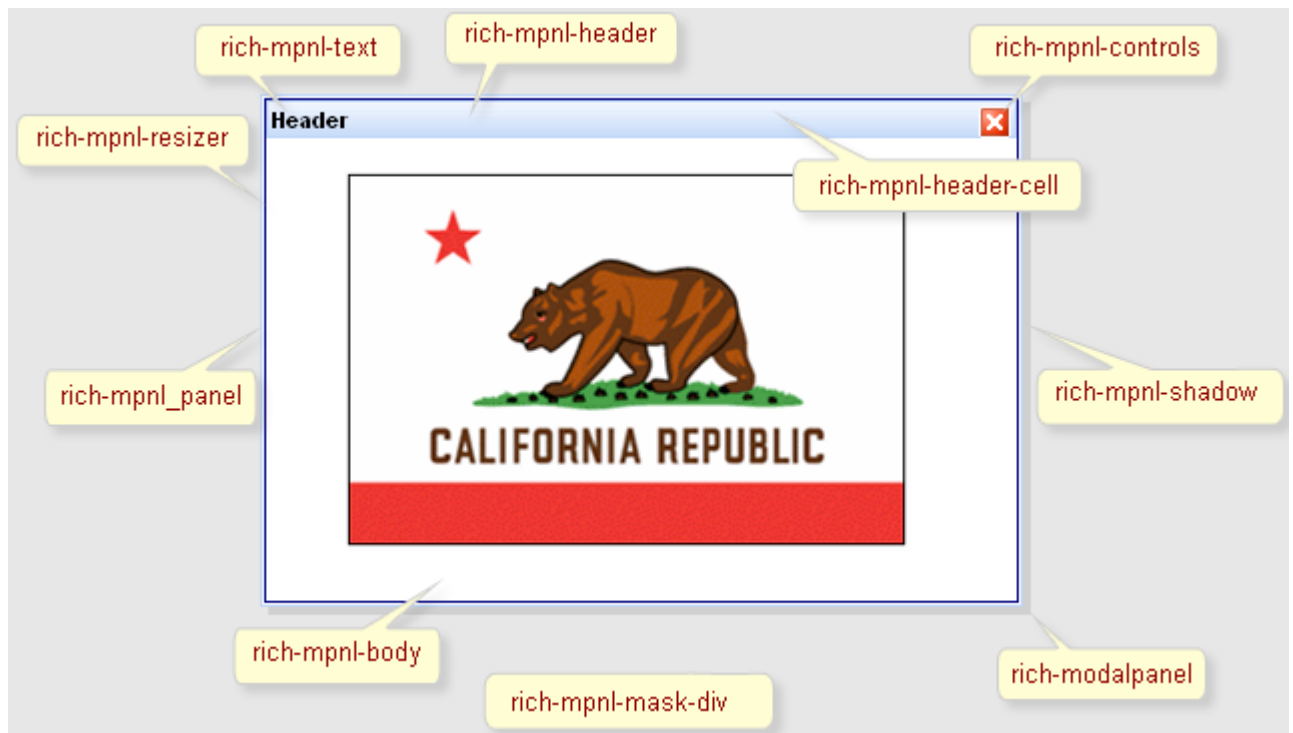 rich-mpnl-text
rich-mpnl-header
rich-mpnl-controls
Header
rich-mpnl-resizer
rich-mpnl-header-cell
CALIFORNIA REPUBLIC
rich-mpnl_panel
rich-mpnl-shadow
rich-mpnl-body
rich-modalpanel
rich-mpnl-mask-div